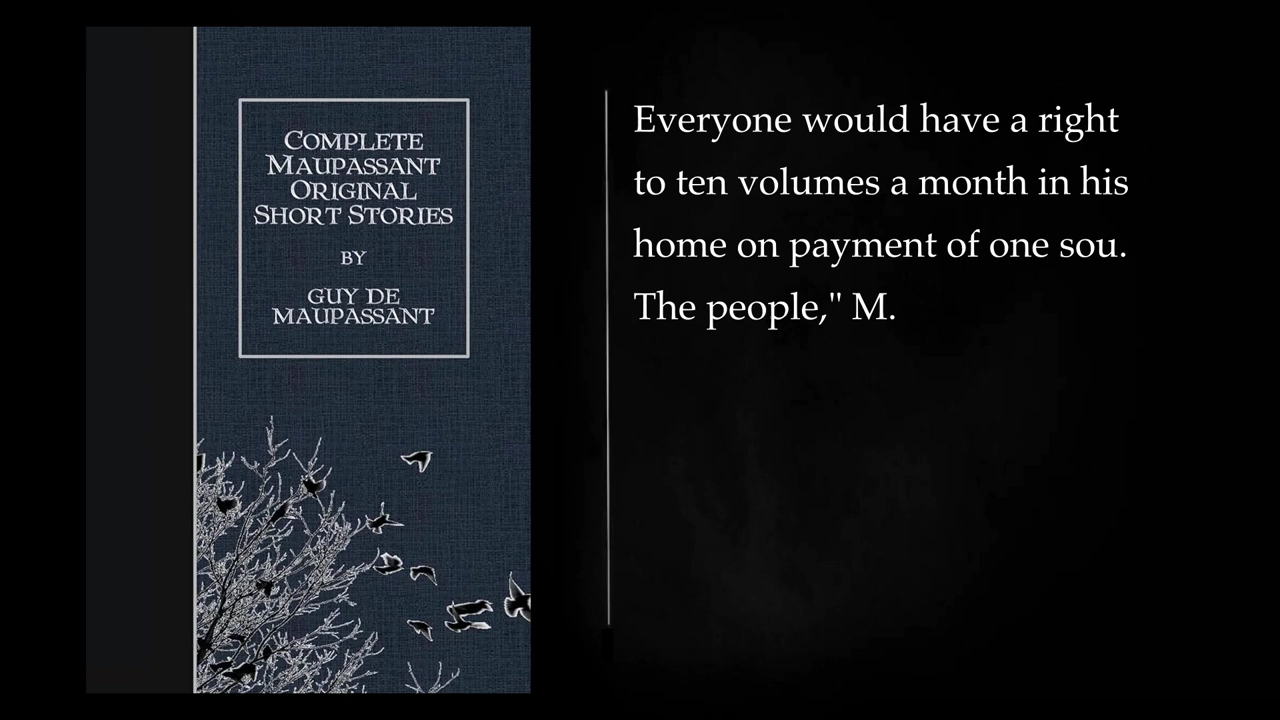 COMPLETE
MAUPASSANT
ORIGINAL
SHORT STORIES
BY
GUY DE
MAUPASSANT
Everyone would have a right
to ten volumes a month in his
home on payment of one sou.
The people," M.